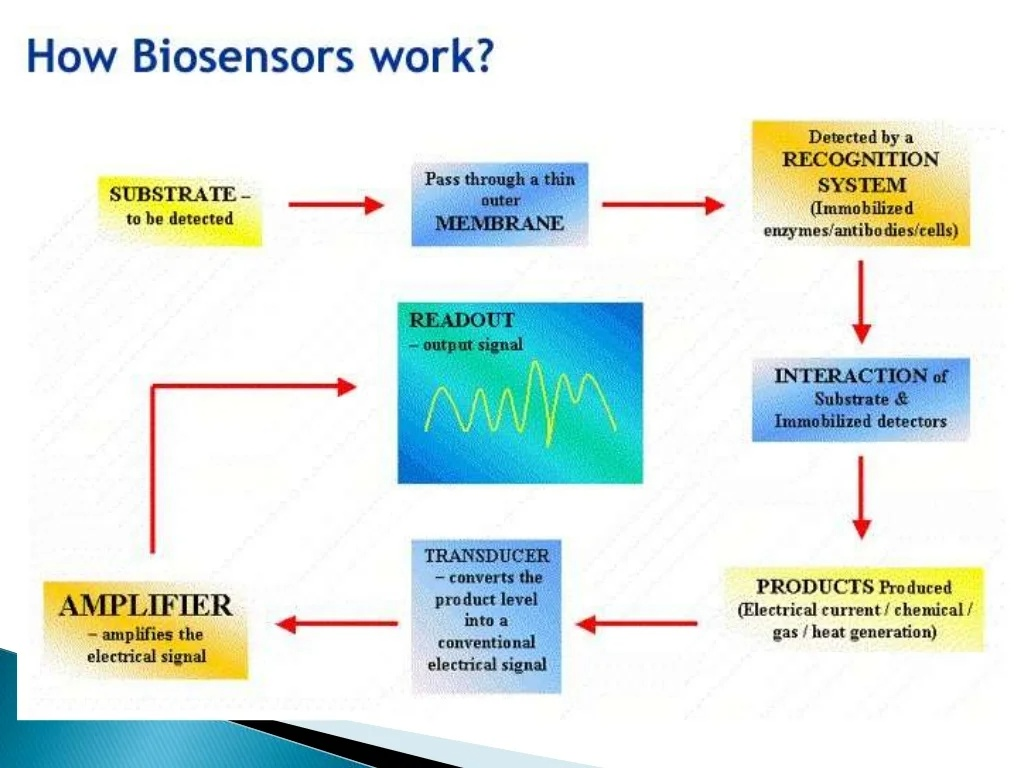 How Biosensors work?
SUBSTRATE –
to be detected
Pass through a thin
outer
MEMBRANE
Detected by a
RECOGNITION
SYSTEM
(Immobilized
enzymes/antibodies/cells)
INTERACTION of
Substrate &
Immobilized detectors
PRODUCTS Produced
(Electrical current / chemical /
gas / heat generation)
TRANSDUCER
– converts the
product level
into a
conventional
electrical signal
AMPLIFIER
– amplifies the
electrical signal
READOUT
– output signal